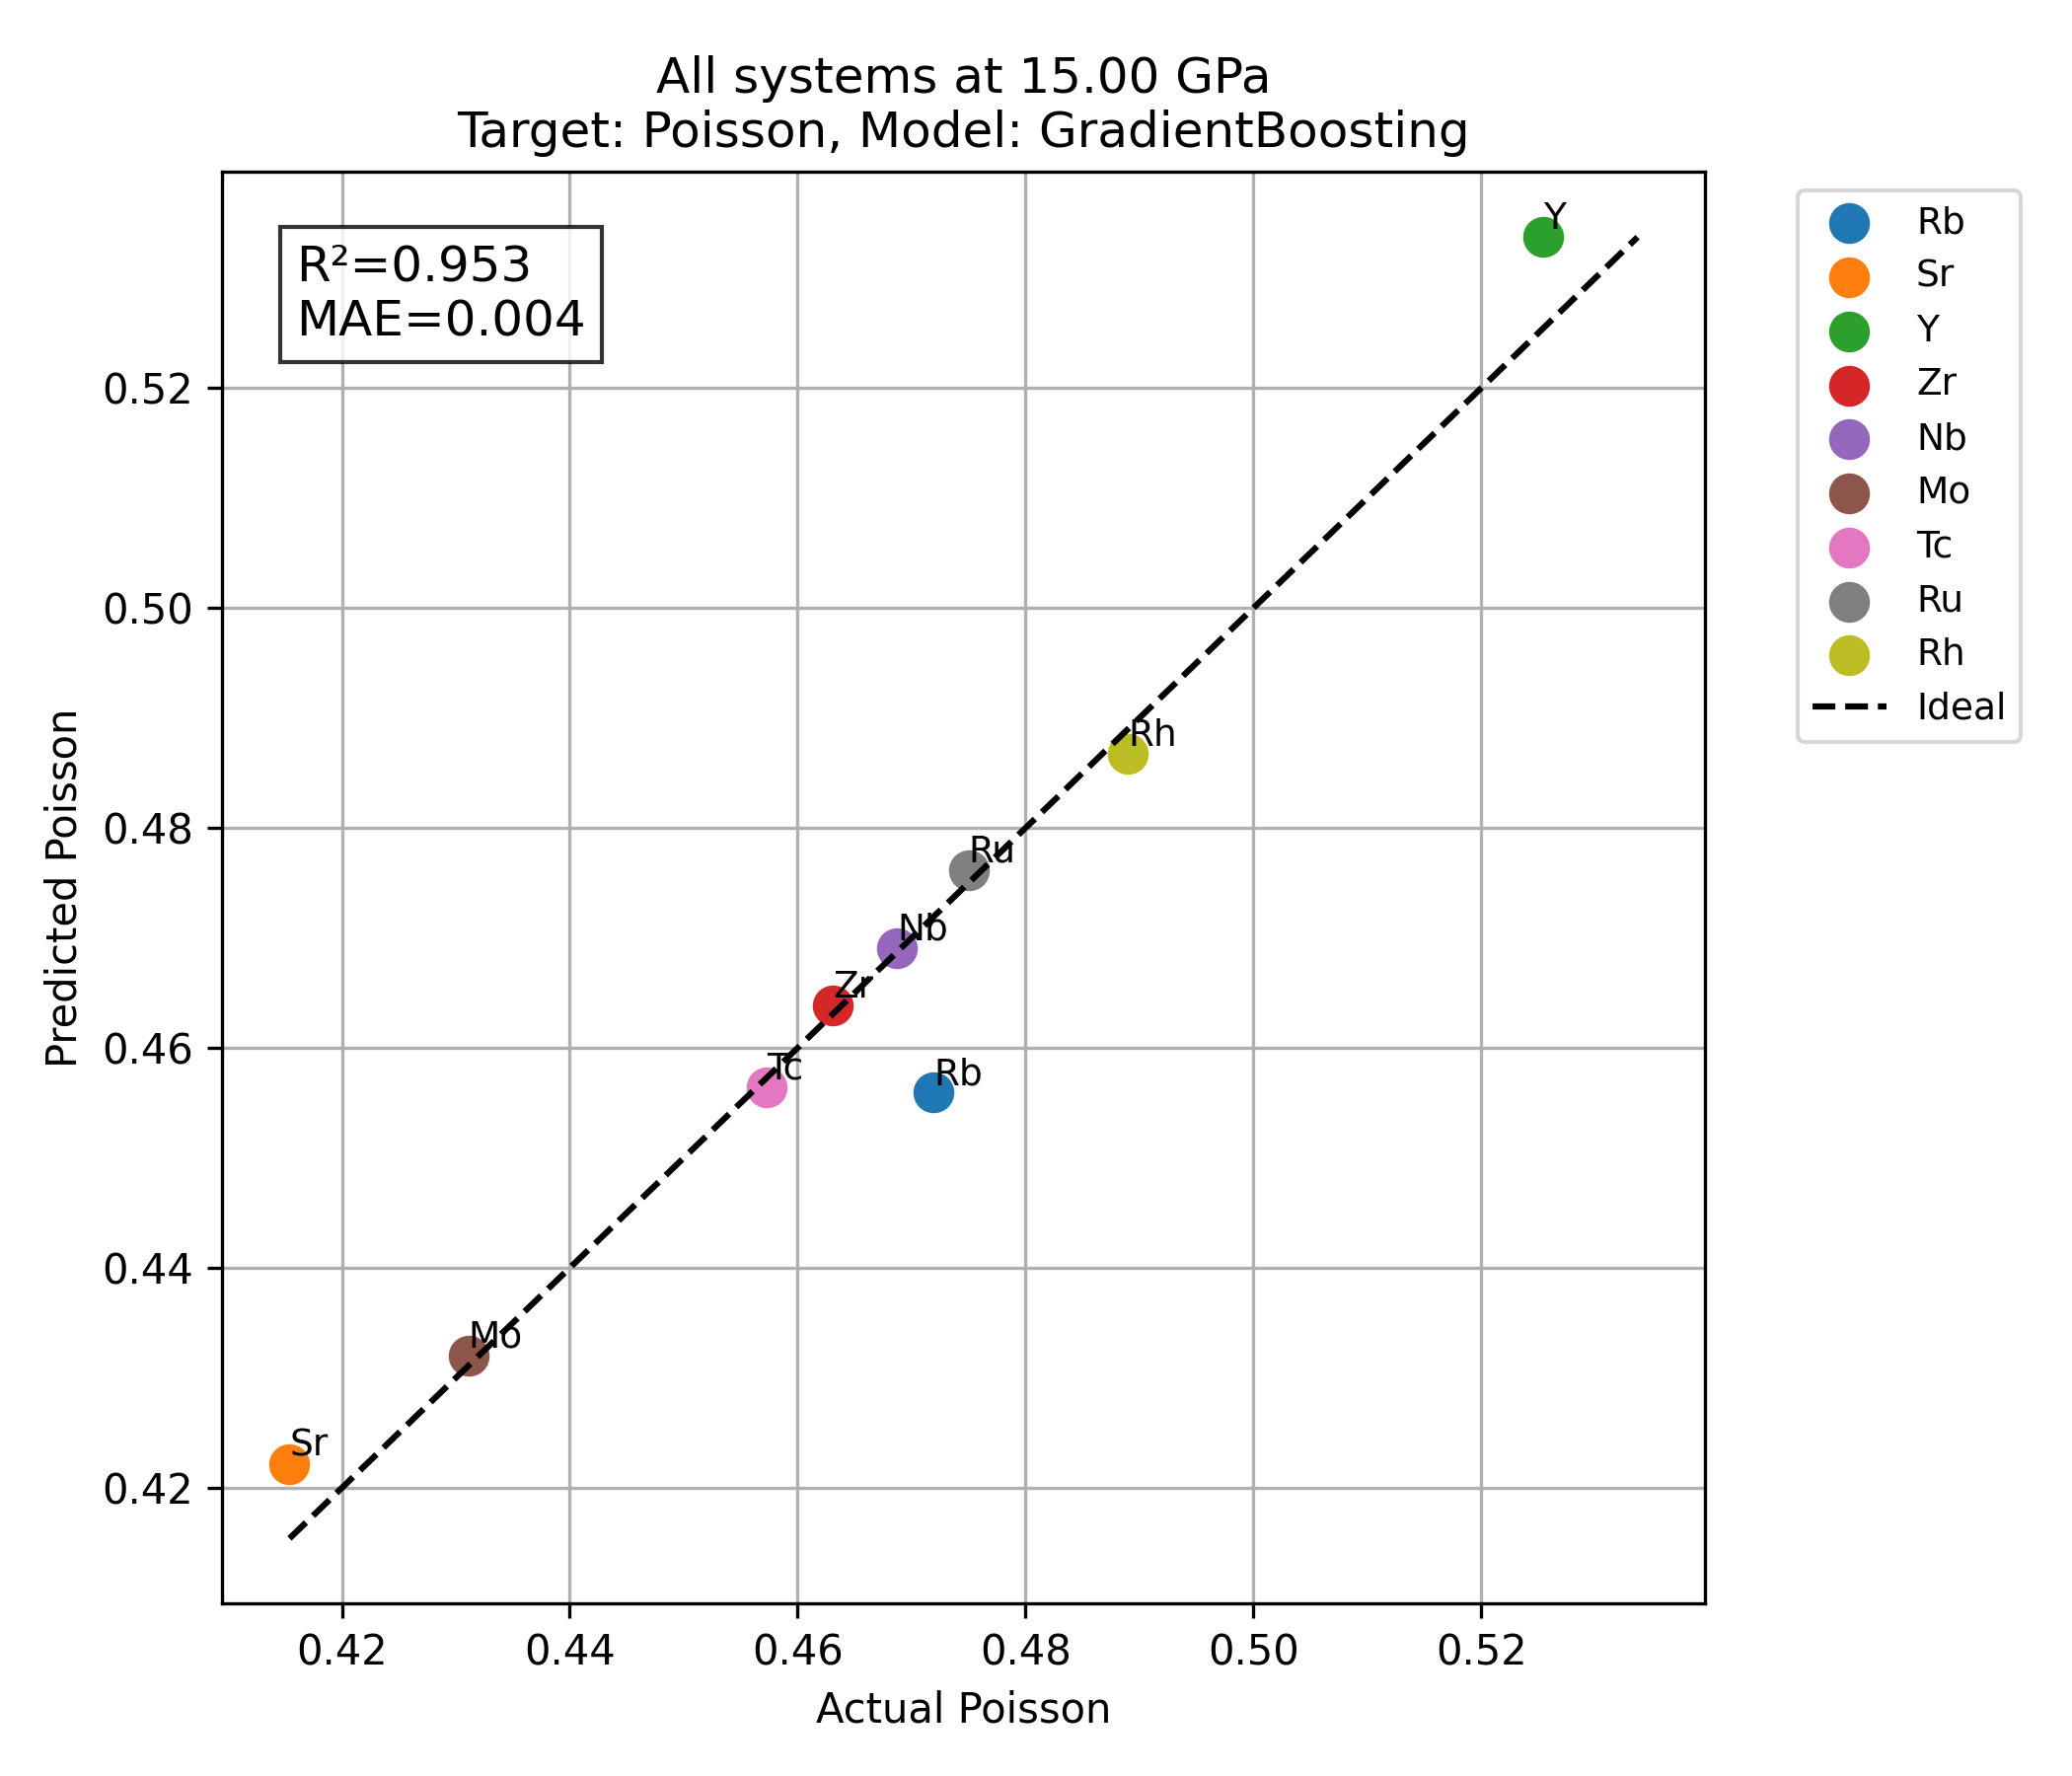 All systems at 15.00 GPa
Target: Poisson, Model: GradientBoosting
R²=0.953
MAE=0.004
Y
Rh
Ru
Nb
Zr
Tc
Rb
Mo
Sr
0.52
0.50
0.48
0.46
0.44
0.42
Predicted Poisson
0.42 0.44 0.46 0.48 0.50 0.52
Actual Poisson
Rb
Sr
Y
Zr
Nb
Mo
Tc
Ru
Rh
Ideal